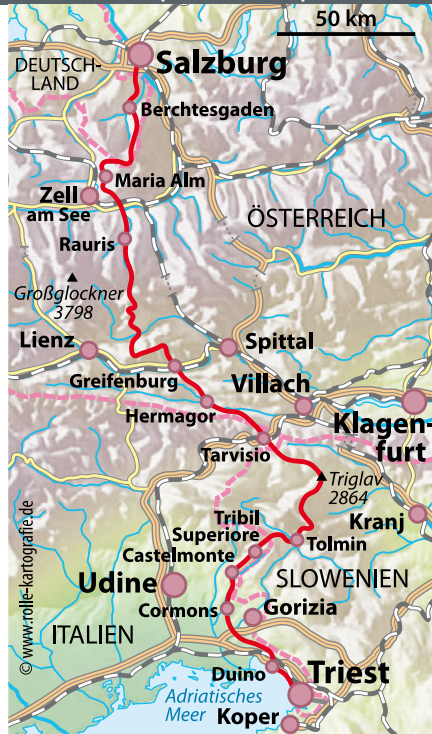 50 km
DEUTSCH-
LAND
Salzburg
Berchtesgaden
Maria Alm
Zell
am See
ÖSTERREICH
Rauris
Großglockner
3798
Lienz
Spittal
Greifenburg
Villach
Hermagor
Klagen-
furt
Tarvisio
Triglav
2864
Kranj
Tribil
Superiore
Tolmin
Castelmonte
Udine
SLOWENIEN
Cormons
Gorizia
ITALIEN
Duino
Triest
Adriatisches
Meer
Koper
© www.rolle-kartografie.de